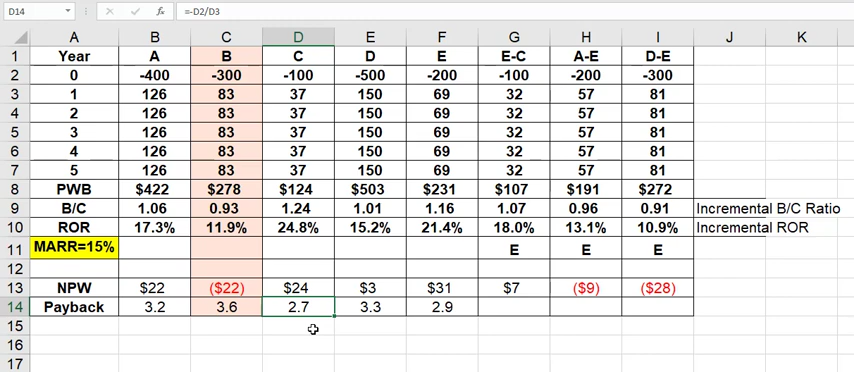 D14 fx =-D2/D3
A B C D E F G H I J K
1 Year A B C D E E-C A-E D-E
2 0 -400 -300 -100 -500 -200 -100 -200 -300
3 1 126 83 37 150 69 32 57 81
4 2 126 83 37 150 69 32 57 81
5 3 126 83 37 150 69 32 57 81
6 4 126 83 37 150 69 32 57 81
7 5 126 83 37 150 69 32 57 81
8 PWB $422 $278 $124 $503 $231 $107 $191 $272
9 B/C 1.06 0.93 1.24 1.01 1.16 1.07 0.96 0.91 Incremental B/C Ratio
10 ROR 17.3% 11.9% 24.8% 15.2% 21.4% 18.0% 13.1% 10.9% Incremental ROR
11 MARR=15% E E E
12
13 NPW $22 ($22) $24 $3 $31 $7 ($9) ($28)
14 Payback 3.2 3.6 2.7 3.3 2.9
15
16
17